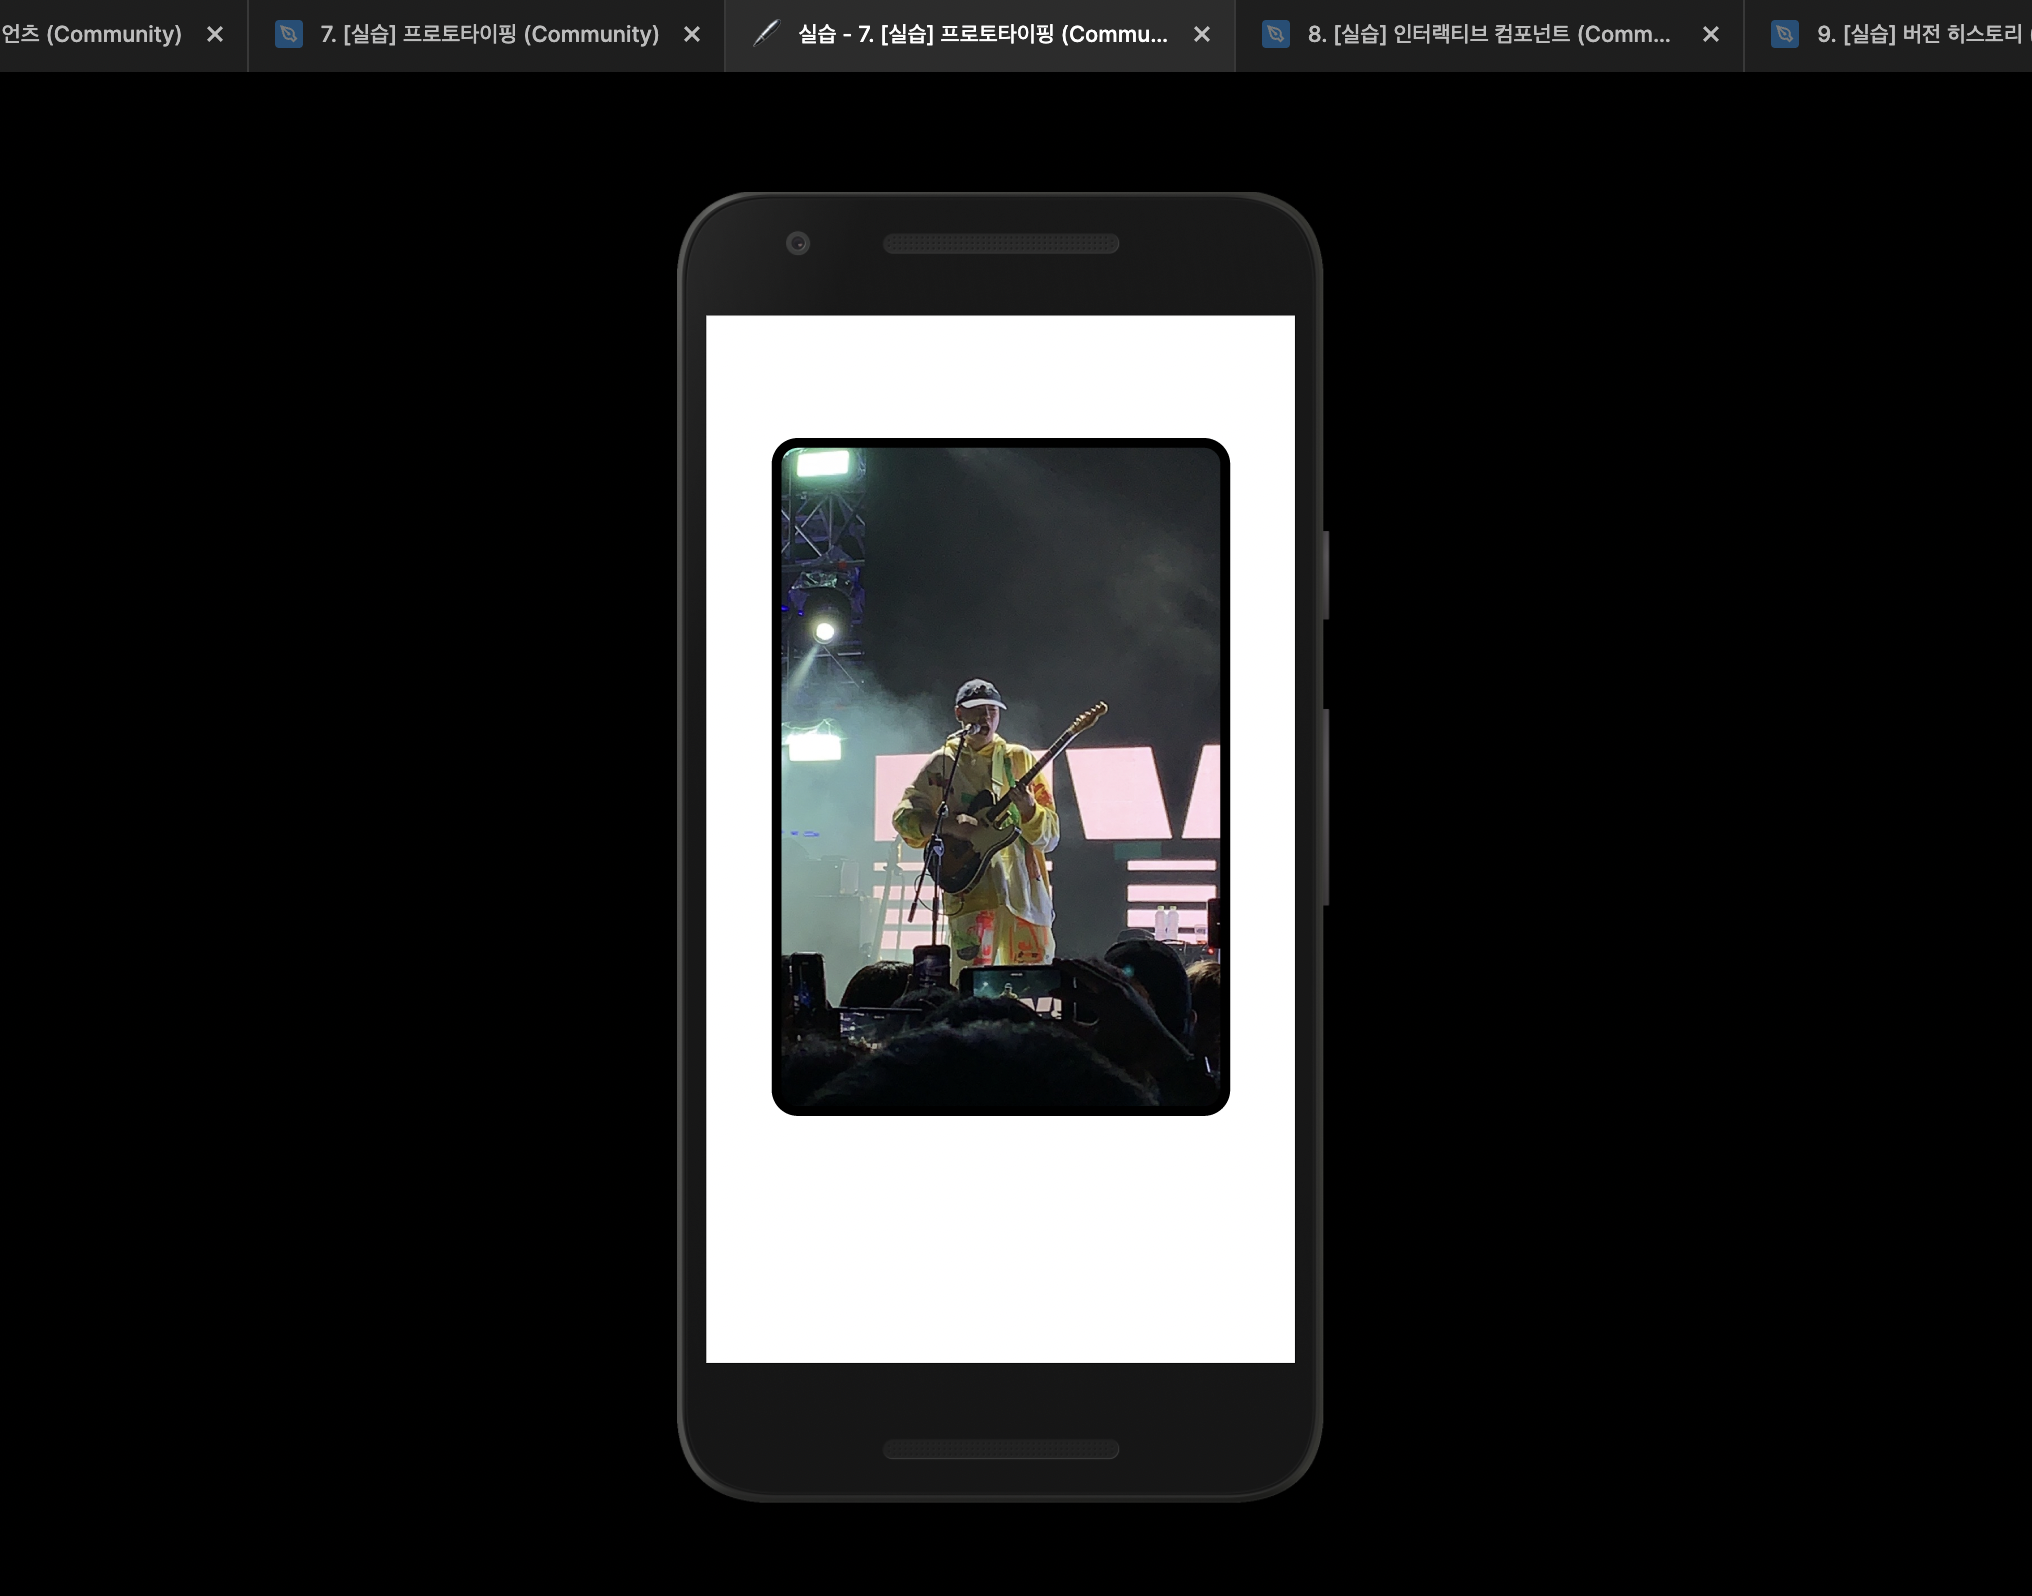 언츠 (Community)
7. [실습] 프로토타이핑 (Community)
실습 - 7. [실습] 프로토타이핑 (Commu...
8. [실습] 인터랙티브 컴포넌트 (Comm...
9. [실습] 버전 히스토리 (